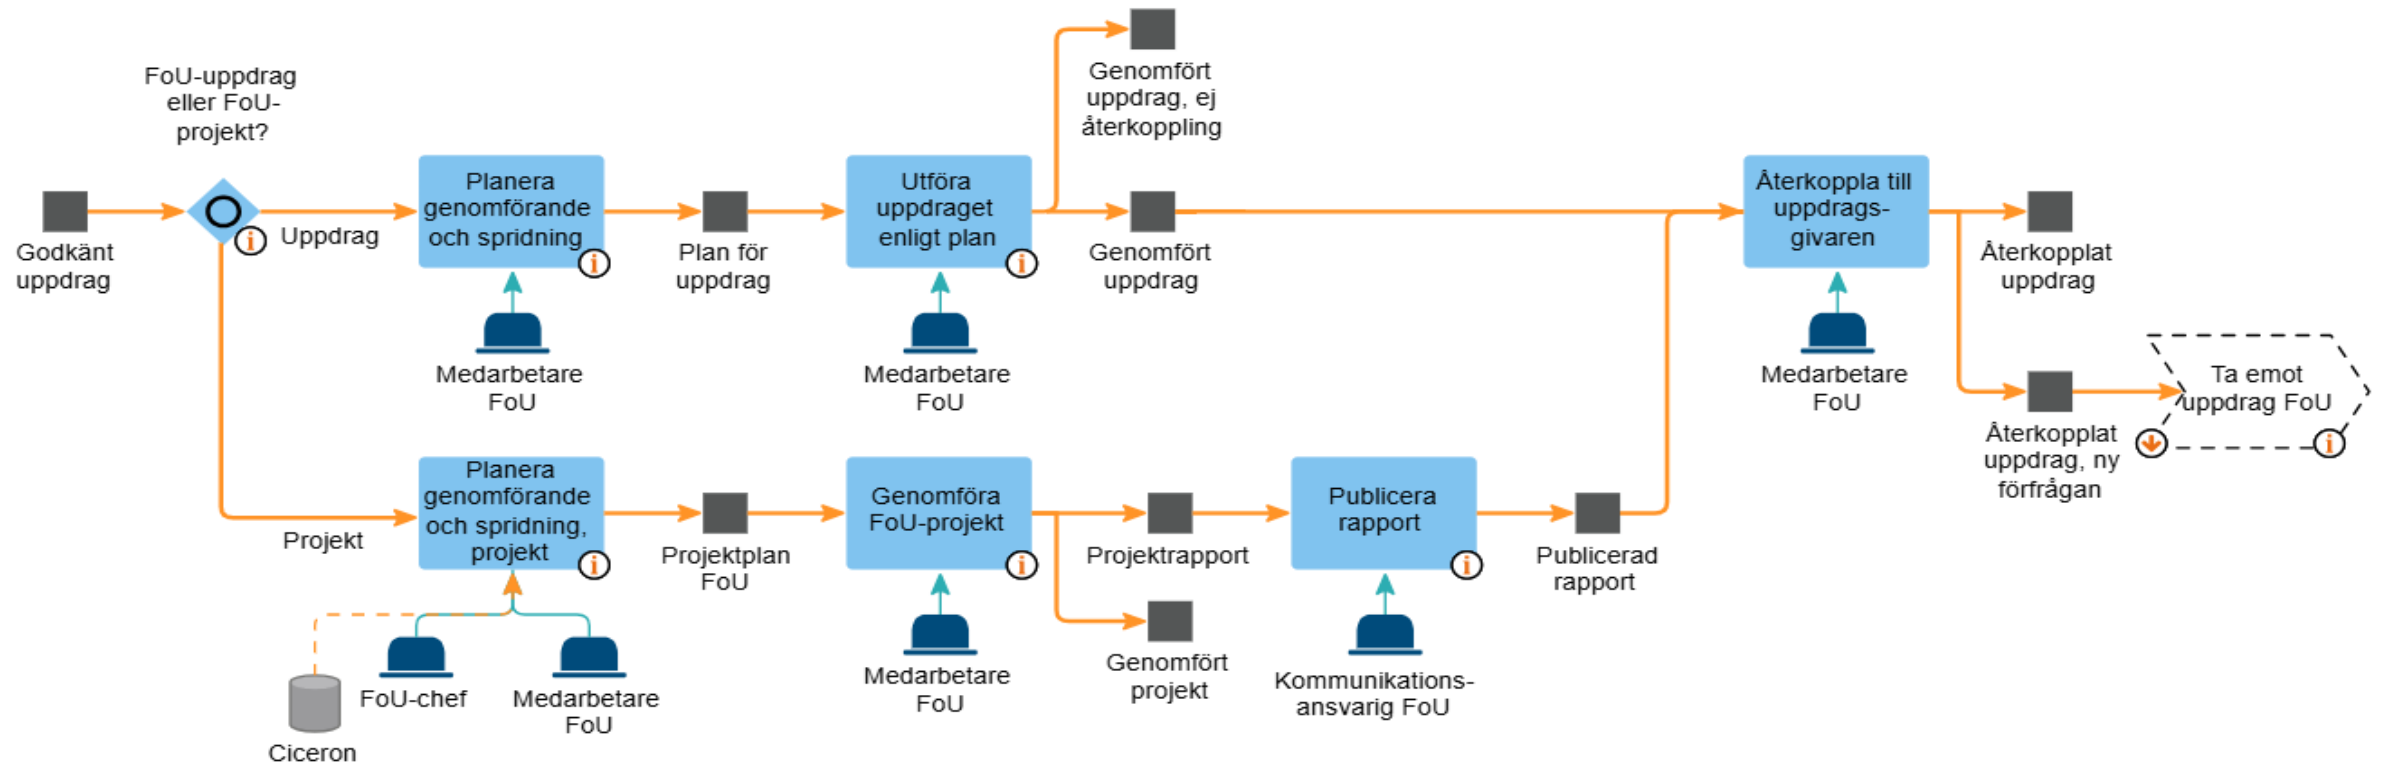 FoU-uppdrag
eller FoU-
projekt?
Godkänt
uppdrag
Uppdrag
Projekt
Planera
genomförande
och spridning
Medarbetare
FoU
Plan för
uppdrag
Utföra
uppdraget
enligt plan
Medarbetare
FoU
Genomfört
uppdrag, ej
återkoppling
Genomfört
uppdrag
Återkoppla till
uppdrags-
givaren
Medarbetare
FoU
Återkopplat
uppdrag
Återkopplat
uppdrag, ny
förfrågan
Ta emot
uppdrag FoU
Planera
genomförande
och spridning,
projekt
Ciceron
FoU-chef
Medarbetare
FoU
Projektplan
FoU
Genomföra
FoU-projekt
Medarbetare
FoU
Projektrapport
Genomfört
projekt
Publicera
rapport
Kommunikations-
ansvarig FoU
Publicerad
rapport